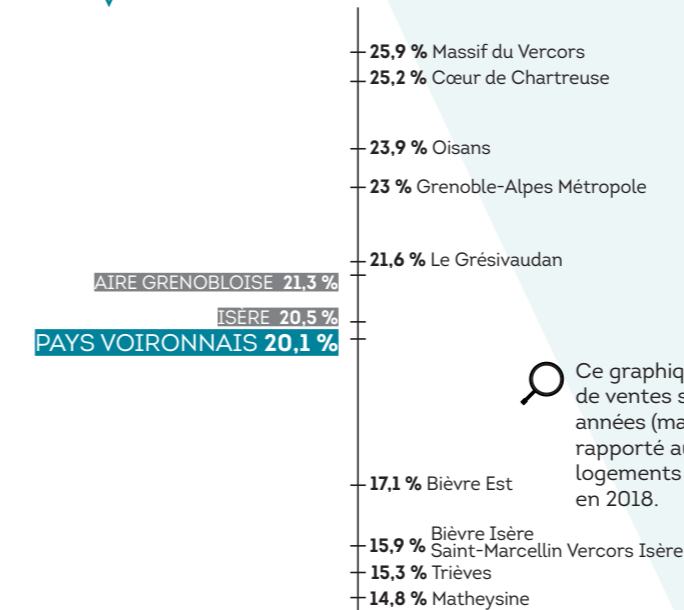 25,9 % Massif du Vercors
25,2 % Cœur de Chartreuse
23,9 % Oisans
23 % Grenoble-Alpes Métropole
21,6 % Le Grésivaudan
AIRE GRENOBLOISE 21,3 %
ISÈRE 20,5 %
PAYS VOIRONNAIS 20,1 %
Ce graphiq
de ventes s
années (ma
rapporté au
logements
en 2018.
17,1 % Bièvre Est
15,9 % Bièvre Isère
Saint-Marcellin Vercors Isère
15,3 % Trièves
14,8 % Matheysine